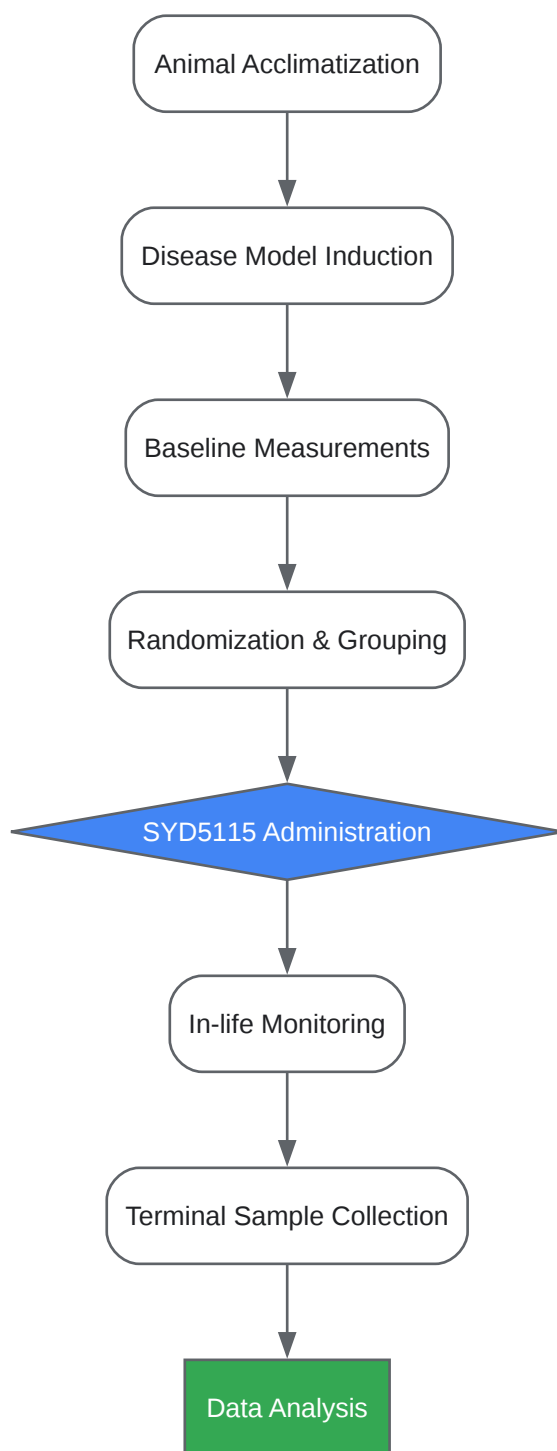 Animal Acclimatization
Disease Model Induction
Baseline Measurements
Randomization & Grouping
SYD5115 Administration
In-life Monitoring
Terminal Sample Collection
Data Analysis